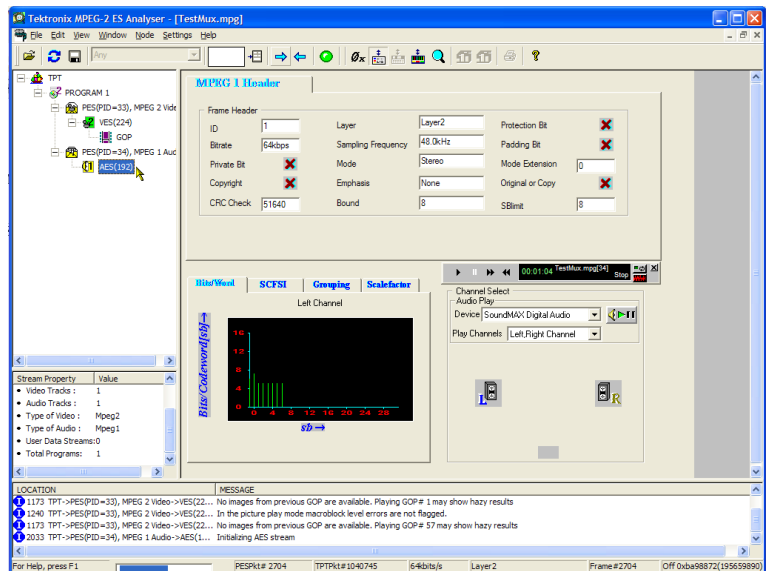 Tektronix MPEG-2 ES Analyser - [TestMux.mpg]
File Edit View Window Node Settings Help
Any
TPT
PROGRAM 1
PES(PID=33), MPEG 2 Vide
VES(224)
GOP
PES(PID=34), MPEG 1 Aud
AES(192)
MPEG 1 Header
Frame Header
ID 1 Layer Layer2 Protection Bit
Bitrate 64kbps Sampling Frequency 48.0kHz Padding Bit
Private Bit Mode Stereo Mode Extension 0
Copyright Emphasis None Original or Copy
CRC Check 51640 Bound 8 SBlimit 8
00:01:04 TestMux.mpg[34] Stop
Bits/Word SCFSI Grouping Scalefactor
Left Channel
Bits/Codeword[sb]→
16
12
8
4
0
0 4 8 12 16 20 24 28
sb→
Channel Select
Audio Play
Device SoundMAX Digital Audio
Play Channels Left,Right Channel
L R
Stream Property Value
Video Tracks : 1
Audio Tracks : 1
Type of Video : Mpeg2
Type of Audio : Mpeg1
User Data Streams:0
Total Programs: 1
LOCATION MESSAGE
1173 TPT->PES(PID=33), MPEG 2 Video->VES(22... No images from previous GOP are available. Playing GOP# 1 may show hazy results
1240 TPT->PES(PID=33), MPEG 2 Video->VES(22... In the picture play mode macroblock level errors are not flagged.
1173 TPT->PES(PID=33), MPEG 2 Video->VES(22... No images from previous GOP are available. Playing GOP# 57 may show hazy results
2033 TPT->PES(PID=34), MPEG 1 Audio->AES(1... Initializing AES stream
For Help, press F1 PESPkt# 2704 TPTPkt#1040745 64kbits/s Layer2 Frame#2704 Off 0xba98872(195659890)